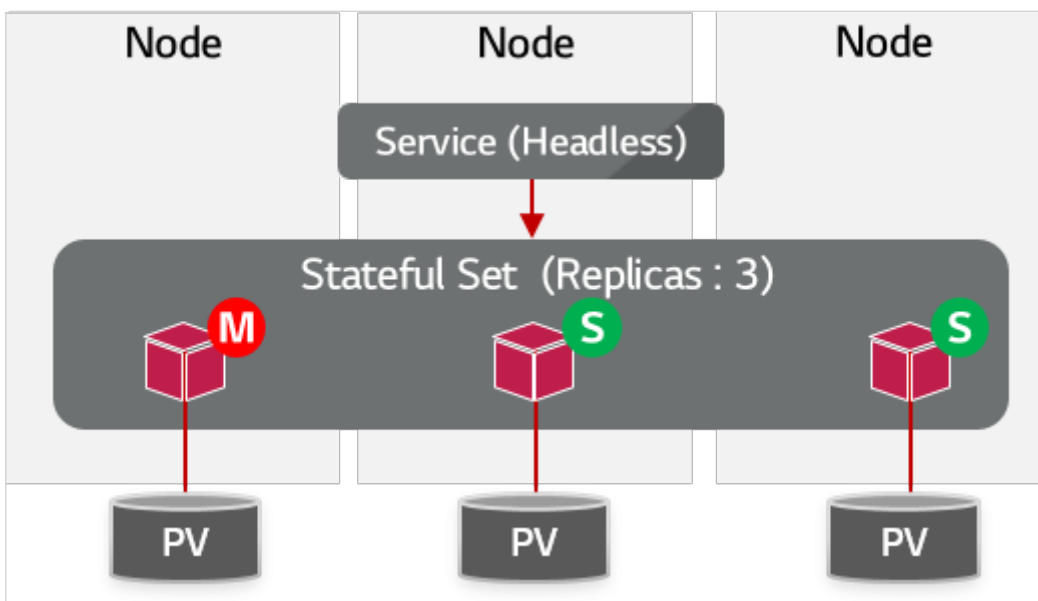 Node
Node
Node
Service (Headless)
Stateful Set (Replicas : 3)
M
S
S
PV
PV
PV